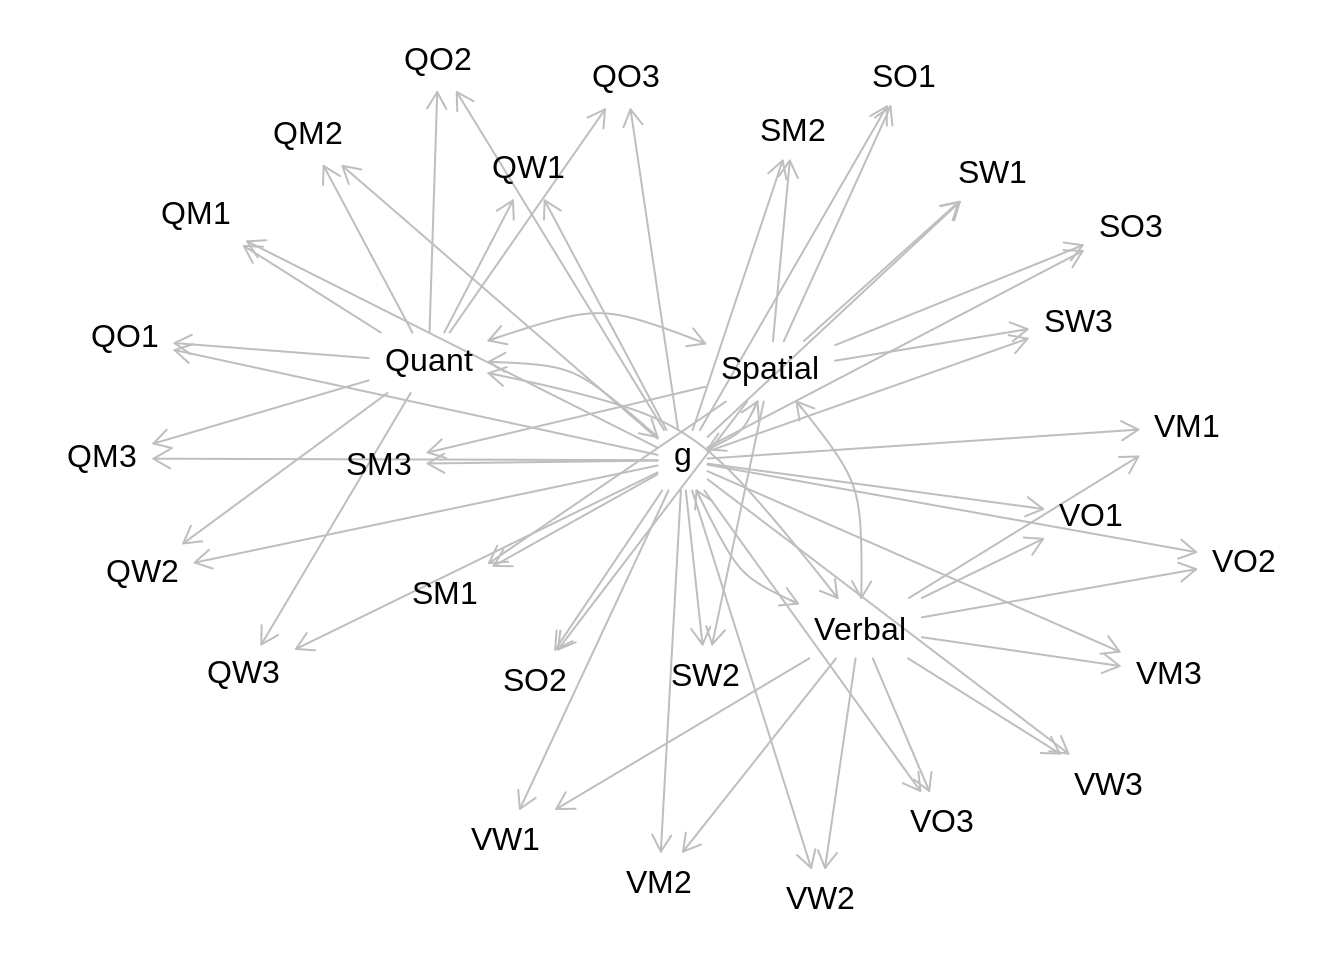 QO2
QO3
SO1
SM2
QM2
QW1
SW1
QM1
SO3
SW3
QO1
Quant
Spatial
VM1
g
QM3
SM3
VO1
VO2
QW2
SM1
Verbal
QW3
SO2
SW2
VM3
VW3
VO3
VW1
VM2
VW2